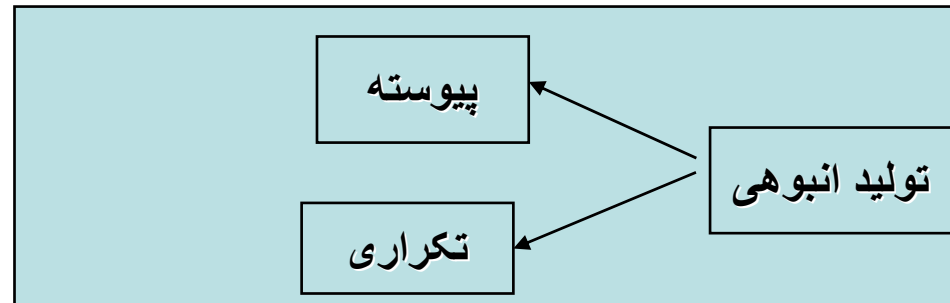 پیوسته
تولید انبوهی
تکراری